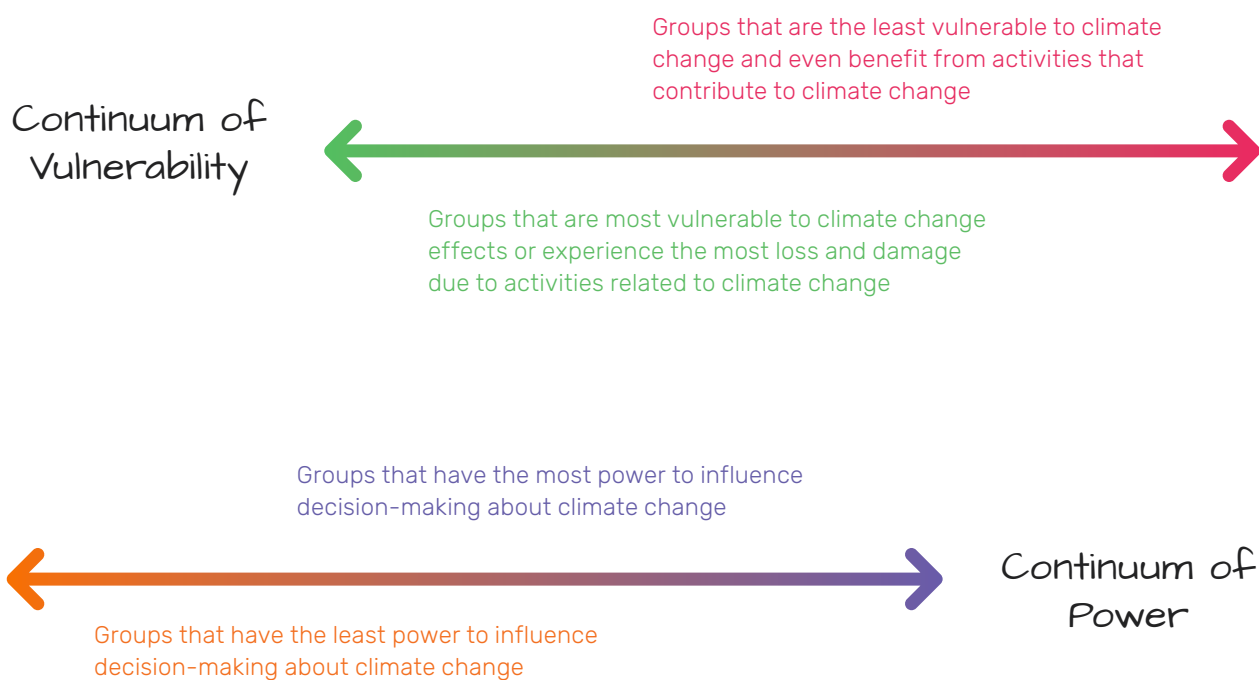 Groups that are the least vulnerable to climate
change and even benefit from activities that
contribute to climate change
Continuum of
Vulnerability
Groups that are most vulnerable to climate change
effects or experience the most loss and damage
due to activities related to climate change
Groups that have the most power to influence
decision-making about climate change
Continuum of
Power
Groups that have the least power to influence
decision-making about climate change